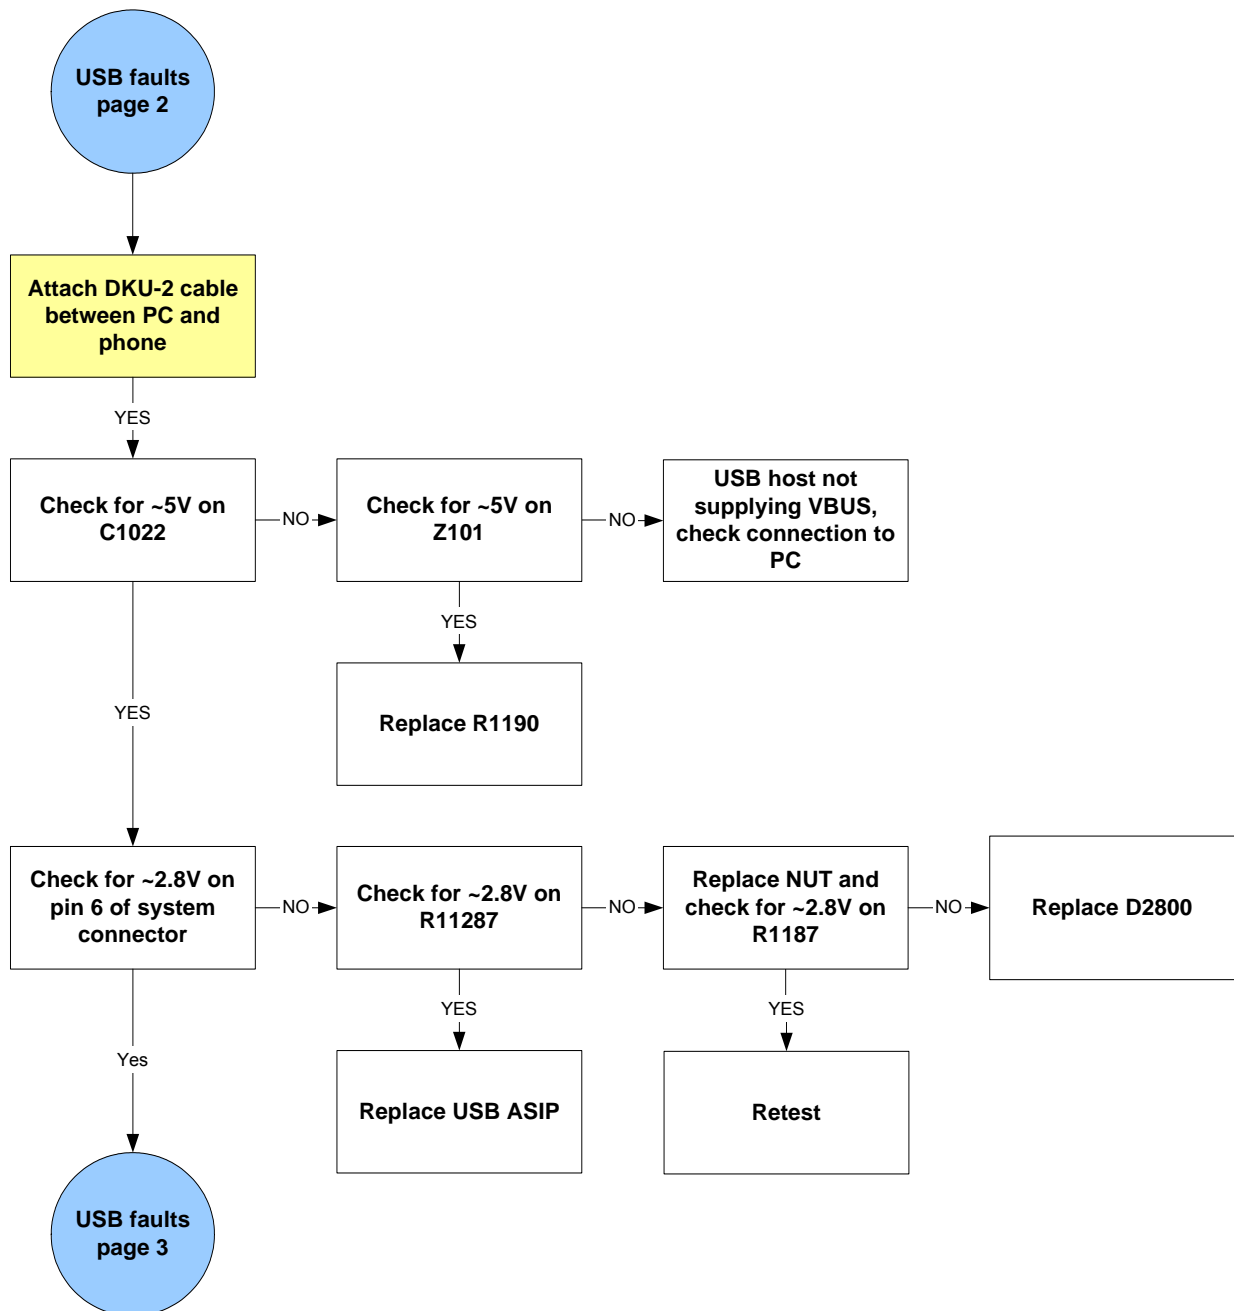 USB faults
page 2
Attach DKU-2 cable
between PC and
phone
YES
Check for ~5V on
C1022
NO
Check for ~5V on
Z101
NO
USB host not
supplying VBUS,
check connection to
PC
YES
Replace R1190
YES
Check for ~2.8V on
pin 6 of system
connector
NO
Check for ~2.8V on
R11287
NO
Replace NUT and
check for ~2.8V on
R1187
NO
Replace D2800
YES
Replace USB ASIP
YES
Retest
Yes
USB faults
page 3